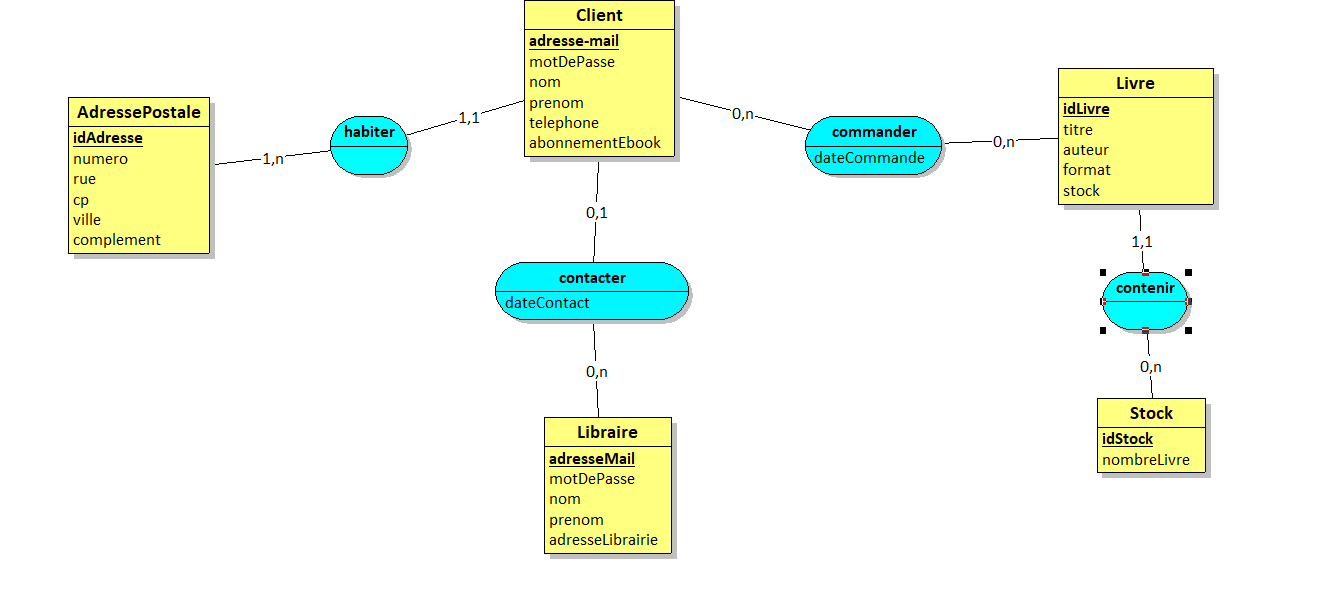 Client
adresse-mail
motDePasse
nom
prenom
telephone
abonnementEbook
AdressePostale
idAdresse
numero
rue
cp
ville
complement
1,n
habiter
1,1
0,n
commander
dateCommande
0,n
Livre
idLivre
titre
auteur
format
stock
0,1
contacter
dateContact
0,n
Libraire
adresseMail
motDePasse
nom
prenom
adresseLibrairie
1,1
contenir
0,n
Stock
idStock
nombreLivre